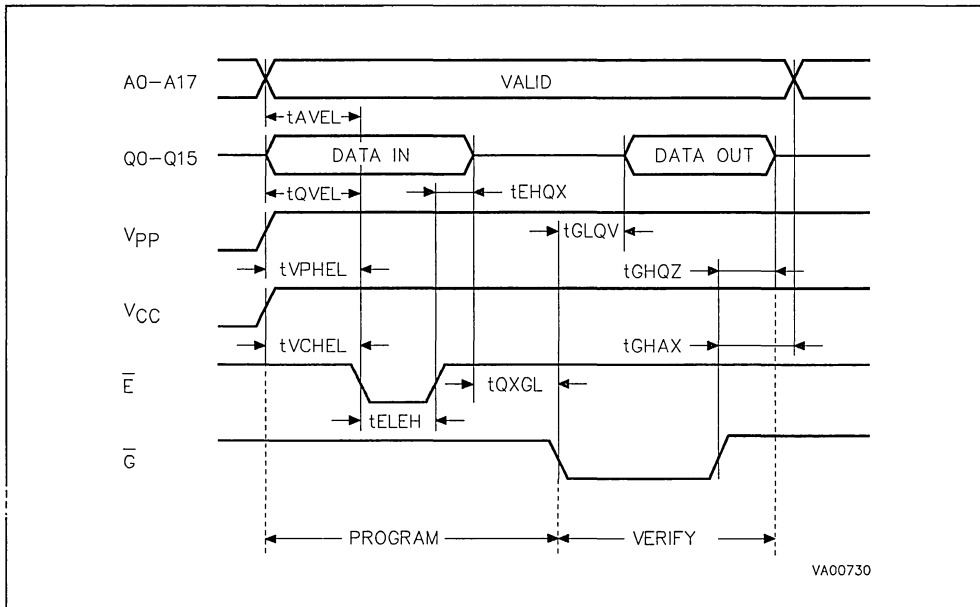 A0-A17
VALID
tAVEL
Q0-Q15
DATA IN
DATA OUT
tQVEL
tEHQX
VPP
tGLQV
tVPHEL
tGHQZ
VCC
tVCHEL
tGHAX
E
tQXGL
tELEH
G
PROGRAM
VERIFY
VA00730